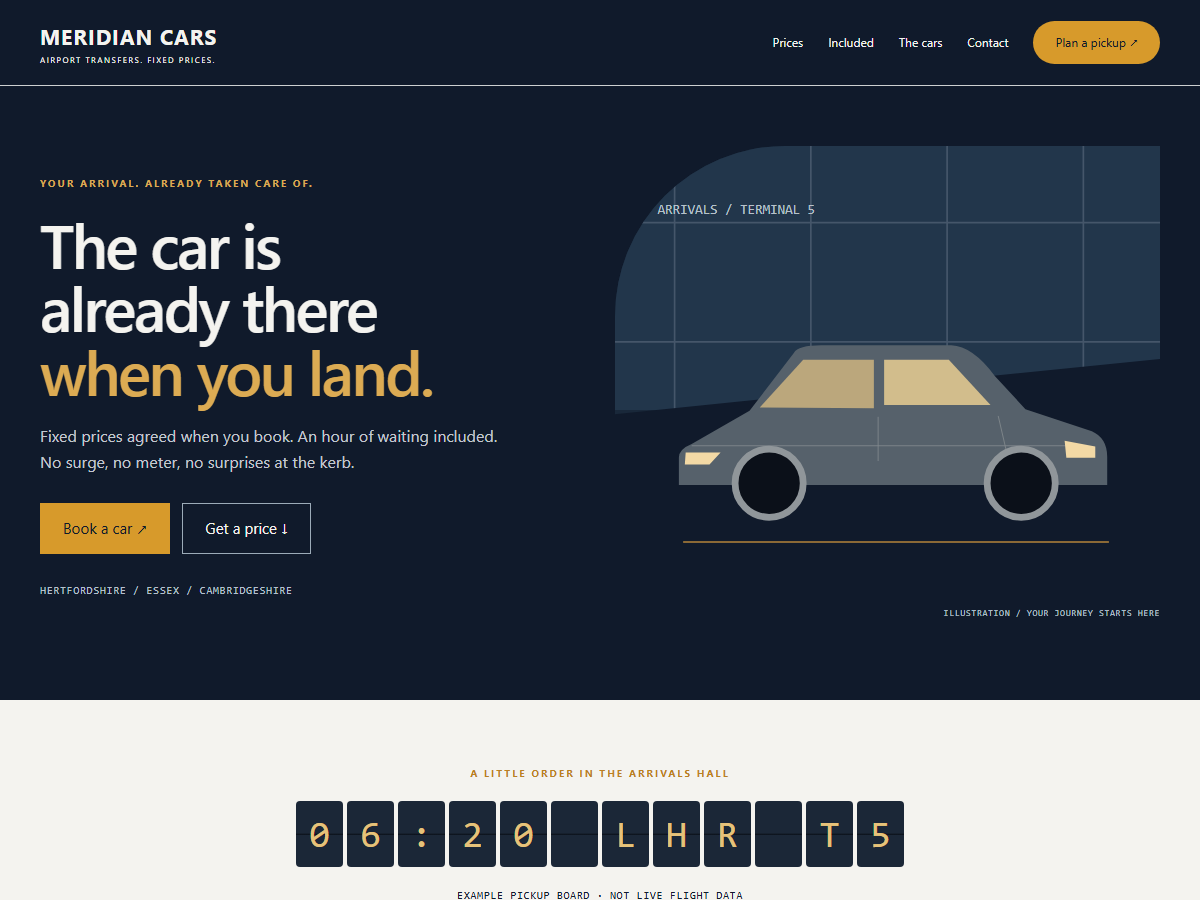 MERIDIAN CARS
AIRPORT TRANSFERS. FIXED PRICES.
Prices
Included
The cars
Contact
Plan a pickup ↗
YOUR ARRIVAL. ALREADY TAKEN CARE OF.
The car is
already there
when you land.
Fixed prices agreed when you book. An hour of waiting included.
No surge, no meter, no surprises at the kerb.
Book a car ↗
Get a price ↓
HERTFORDSHIRE / ESSEX / CAMBRIDGESHIRE
ARRIVALS / TERMINAL 5
ILLUSTRATION / YOUR JOURNEY STARTS HERE
A LITTLE ORDER IN THE ARRIVALS HALL
06:20 LHR T5
EXAMPLE PICKUP BOARD · NOT LIVE FLIGHT DATA